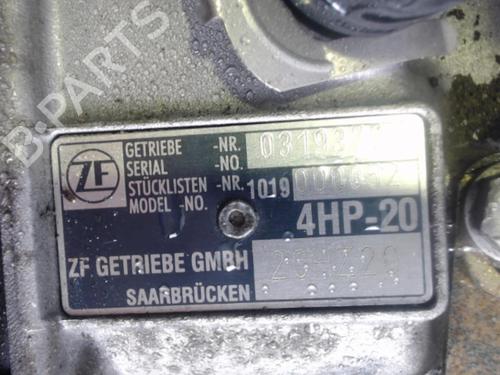 B-PARTS
ZF
GETRIEBE -NR.
SERIAL -NO.
STÜCKLISTEN -NR. 1019
MODEL -NO.
4HP-20
ZF GETRIEBE GMBH
SAARBRÜCKEN